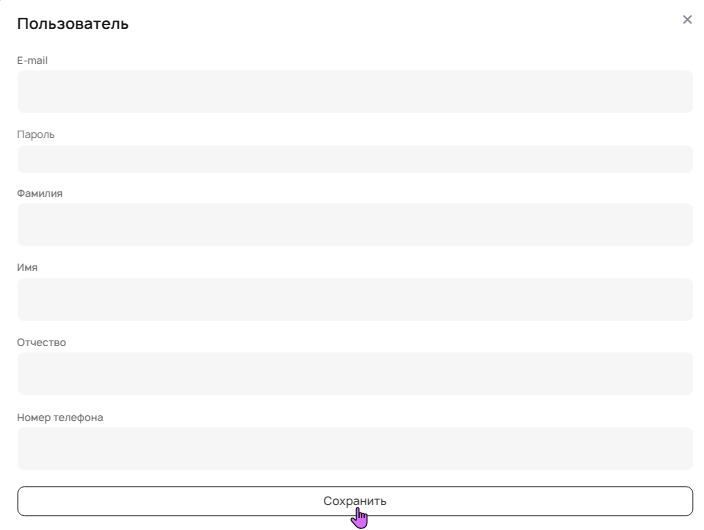 Пользователь
E-mail
Пароль
Фамилия
Имя
Отчество
Номер телефона
Сохранить